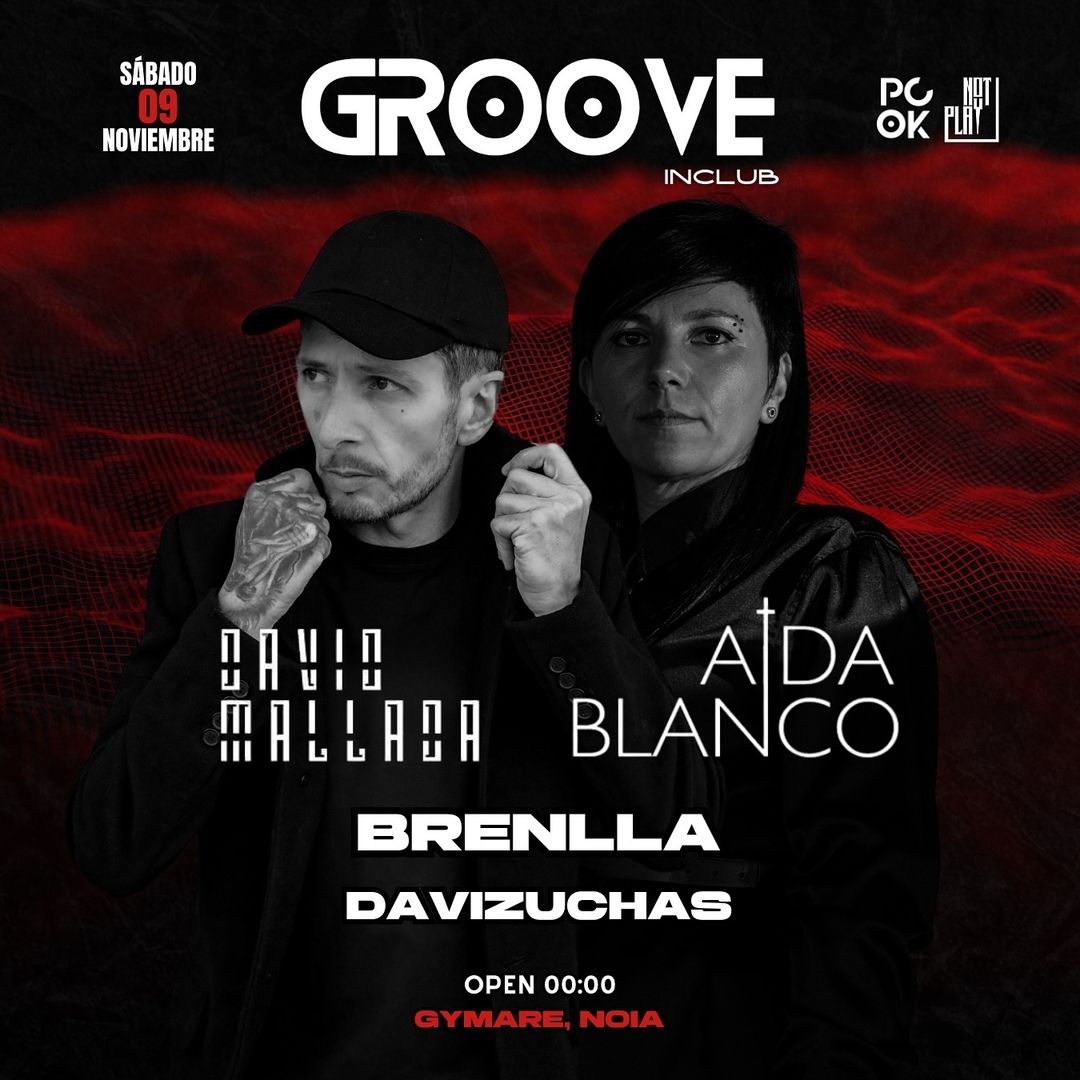 SÁBADO
09
NOVIEMBRE
GROOVE
INCLUB
PC
OK
NOT
PLAY
DAVID
MALLADA
AIDA
BLANCO
BRENLLA
DAVIZUCHAS
OPEN 00:00
GYMARE, NOIA